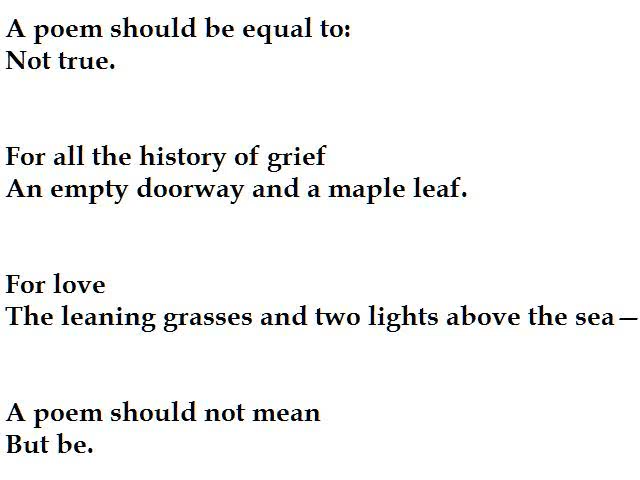 A poem should be equal to:
Not true.
For all the history of grief
An empty doorway and a maple leaf.
For love
The leaning grasses and two lights above the sea—
A poem should not mean
But be.